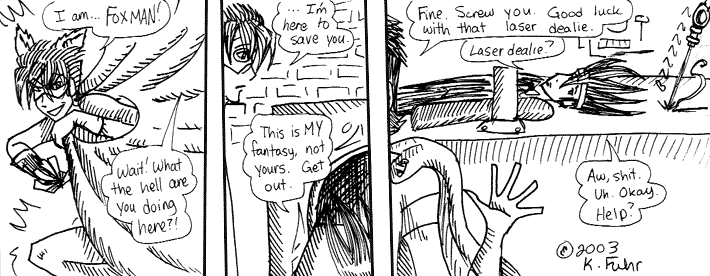 I am... FOXMAN!
Wait! What
the hell are
you doing
here?!
...I'm
here to
save you.
This is MY
fantasy, not
yours. Get
out.
Fine. Screw you. Good luck
with that laser dealie.
Laser dealie?
BZZZZZZZ
Aw, shit.
Uh. Okay.
Help?
© 2003
K. Fuhr